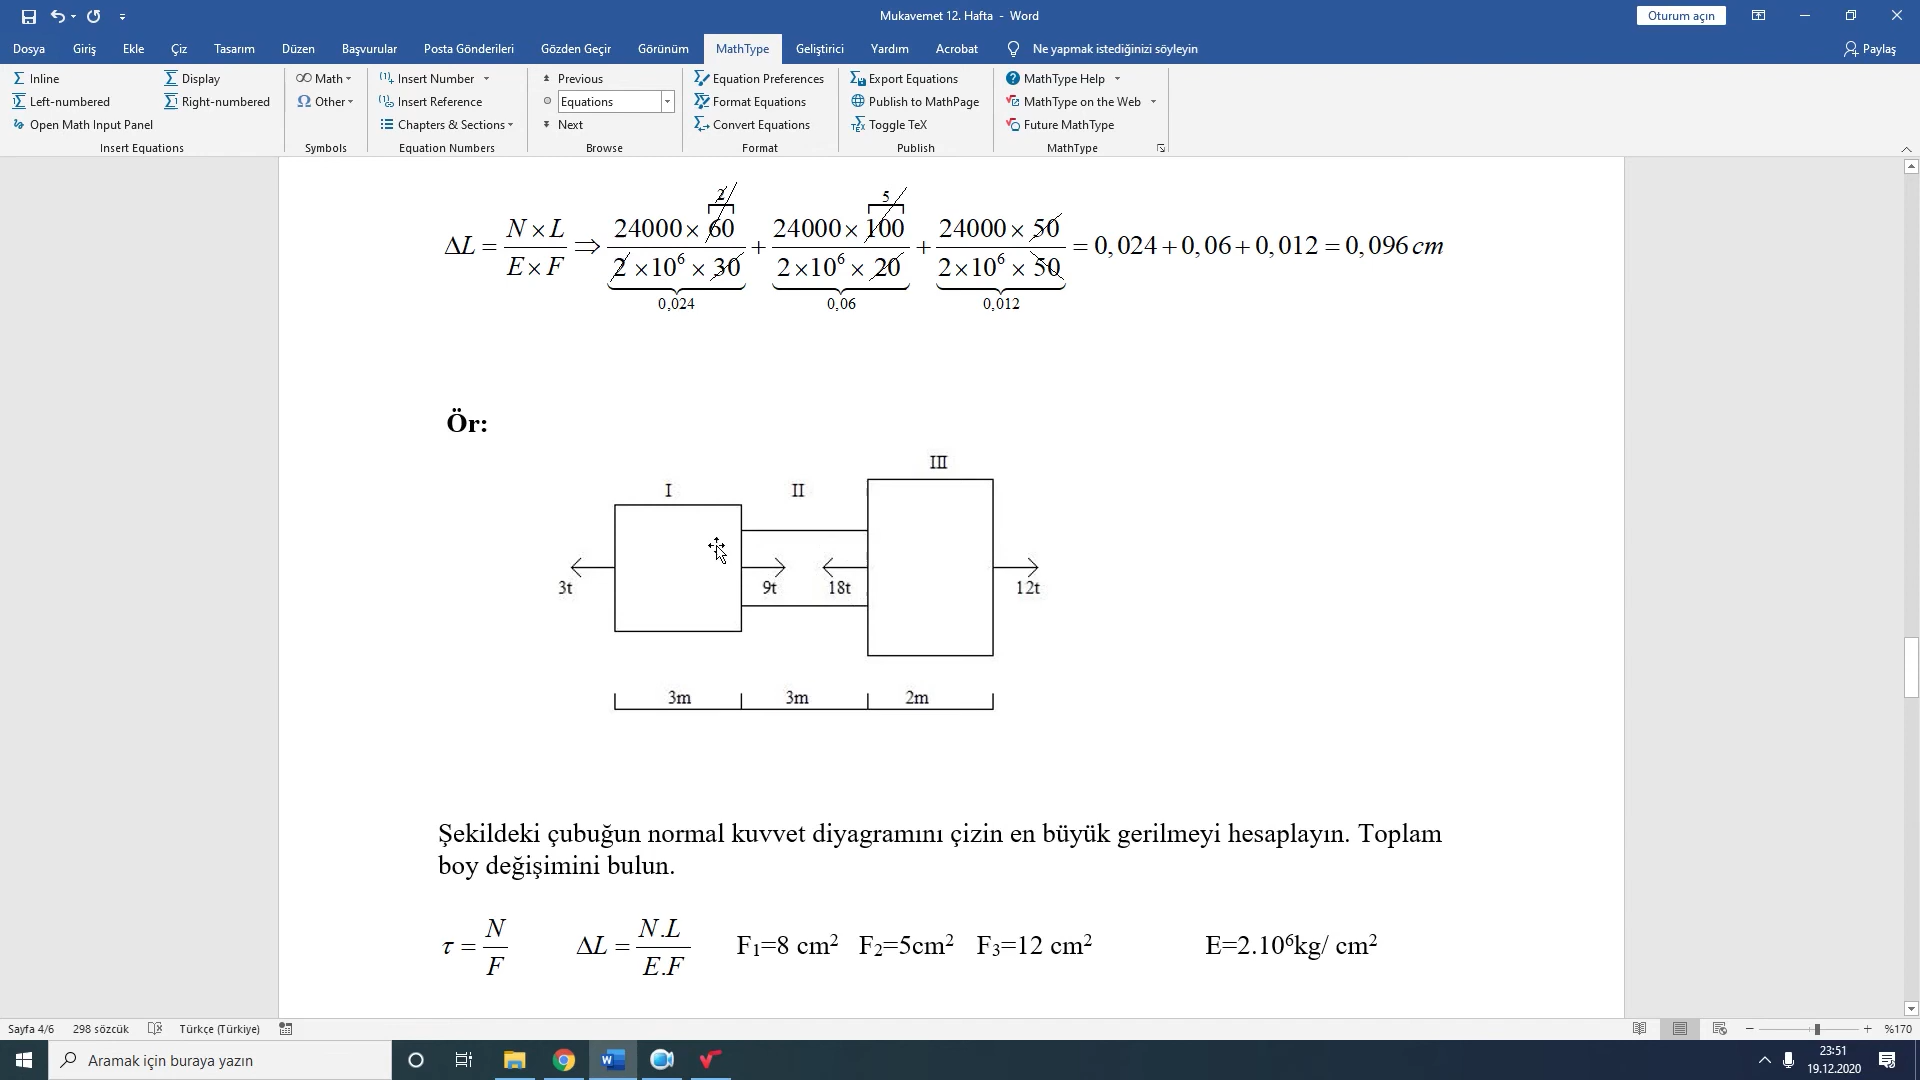 Mukavemet 12. Hafta - Word
Oturum açın
Dosya Giriş Ekle Çiz Tasarım Düzen Başvurular Posta Gönderileri Gözden Geçir Görünüm MathType Geliştirici Yardım Acrobat Ne yapmak istediğinizi söyleyin Paylaş
Inline Display Math Insert Number Previous Equation Preferences Export Equations MathType Help
Left-numbered Right-numbered Other Insert Reference Equations Format Equations Publish to MathPage MathType on the Web
Open Math Input Panel Chapters & Sections Next Convert Equations Toggle TeX Future MathType
Insert Equations Symbols Equation Numbers Browse Format Publish MathType
2 5
ΔL = N×L / E×F ⇒ 24000×60 / 2×10⁶×30 + 24000×100 / 2×10⁶×20 + 24000×50 / 2×10⁶×50 = 0,024+0,06+0,012 = 0,096 cm
0,024 0,06 0,012
Ör:
III
I II
3t 9t 18t 12t
3m 3m 2m
Şekildeki çubuğun normal kuvvet diyagramını çizin en büyük gerilmeyi hesaplayın. Toplam
boy değişimini bulun.
τ = N / F ΔL = N.L / E.F F₁=8 cm² F₂=5cm² F₃=12 cm² E=2.10⁶kg/ cm²
Sayfa 4/6 298 sözcük Türkçe (Türkiye) %170
Aramak için buraya yazın
23:51
19.12.2020